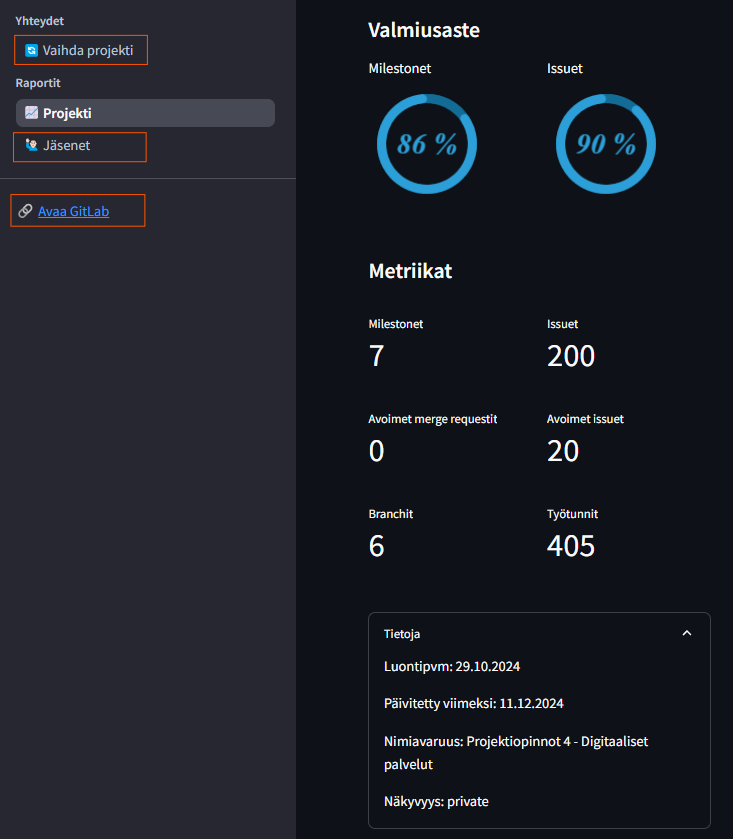 Yhteydet
Vaihda projekti
Raportit
Projekti
Jäsenet
Avaa GitLab
Valmiusaste
Milestonet Issuet
86 % 90 %
Metriikat
Milestonet Issuet
7 200
Avoimet merge requestit Avoimet issuet
0 20
Branchit Työtunnit
6 405
Tietoja
Luontipvm: 29.10.2024
Päivitetty viimeksi: 11.12.2024
Nimiavaruus: Projektiopinnot 4 - Digitaaliset
palvelut
Näkyvyys: private